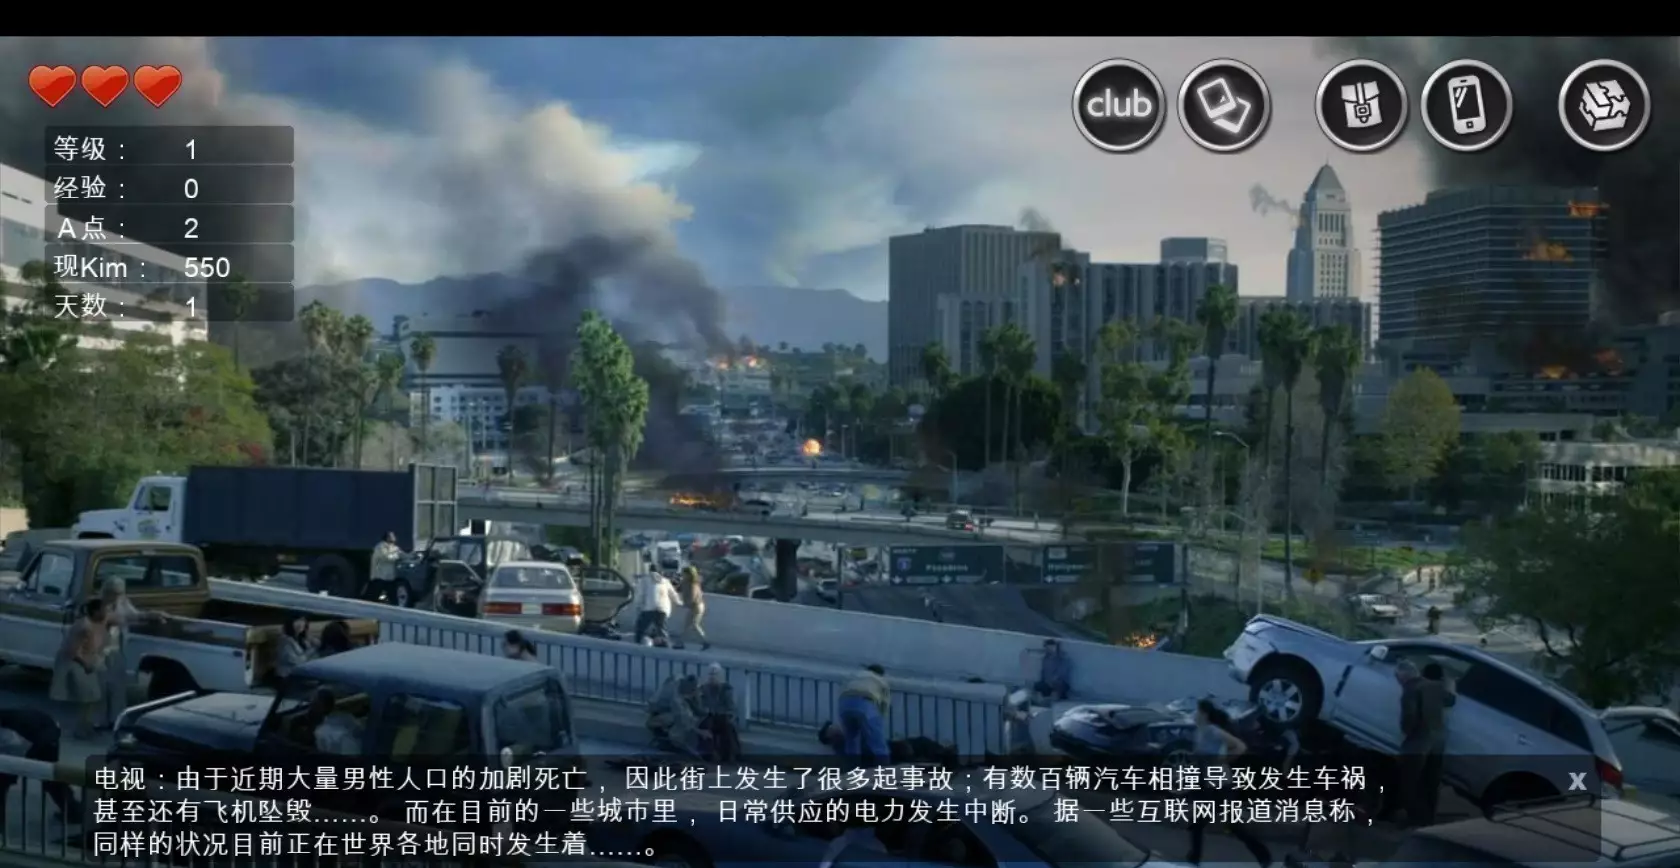 club
等级： 1
经验： 0
A点： 2
现Kim： 550
天数： 1
Pasadena
电视：由于近期大量男性人口的加剧死亡，因此街上发生了很多起事故；有数百辆汽车相撞导致发生车祸，
甚至还有飞机坠毁......。而在目前的一些城市里，日常供应的电力发生中断。据一些互联网报道消息称，
同样的状况目前正在世界各地同时发生着......。
x